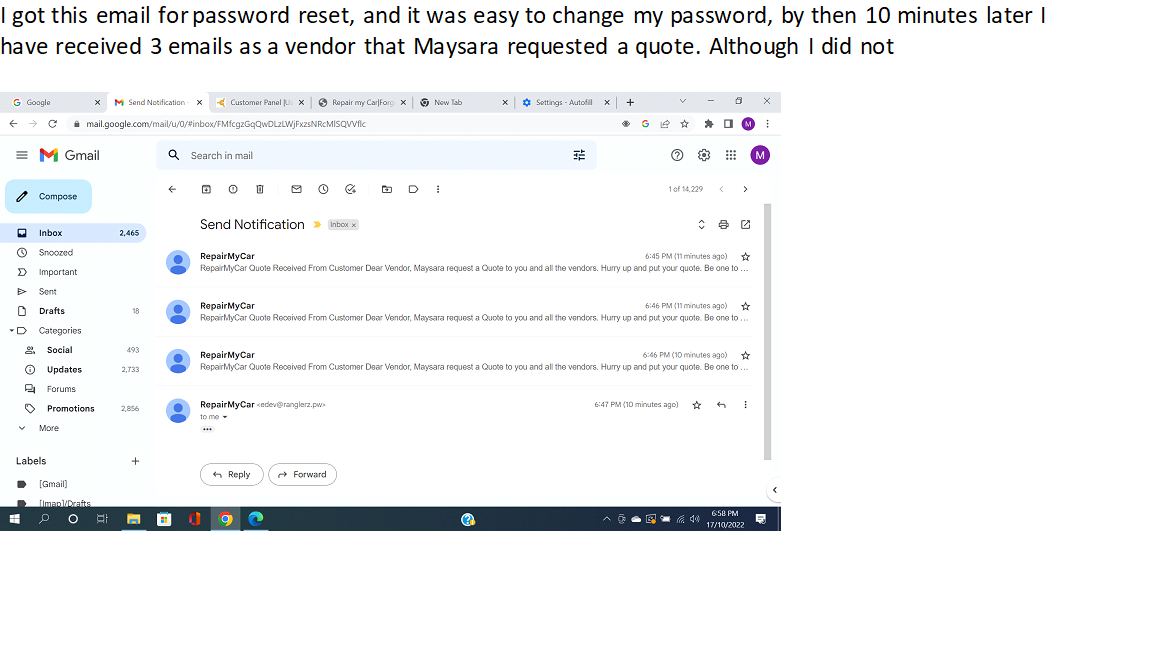 I got this email for password reset, and it was easy to change my password, by then 10 minutes later I
have received 3 emails as a vendor that Maysara requested a quote. Although I did not
Google
Send Notification -
Customer Panel |U
Repair my Car|Forg
New Tab
Settings - Autofill
mail.google.com/mail/u/0/#inbox/FMfcgzGqQwDLzLWjFxzsNRcMlSQVVflc
M
Gmail
Search in mail
M
Compose
1 of 14,229
Send Notification
Inbox x
Inbox 2,465
Snoozed
Important
Sent
Drafts 18
Categories
Social 493
Updates 2,733
Forums
Promotions 2,856
More
Labels +
[Gmail]
[Imap]/Drafts
RepairMyCar 6:45 PM (11 minutes ago)
RepairMyCar Quote Received From Customer Dear Vendor, Maysara request a Quote to you and all the vendors. Hurry up and put your quote. Be one to ...
RepairMyCar 6:46 PM (11 minutes ago)
RepairMyCar Quote Received From Customer Dear Vendor, Maysara request a Quote to you and all the vendors. Hurry up and put your quote. Be one to ...
RepairMyCar 6:46 PM (10 minutes ago)
RepairMyCar Quote Received From Customer Dear Vendor, Maysara request a Quote to you and all the vendors. Hurry up and put your quote. Be one to ...
RepairMyCar <edev@ranglerz.pw> 6:47 PM (10 minutes ago)
to me
Reply
Forward
6:58 PM
17/10/2022